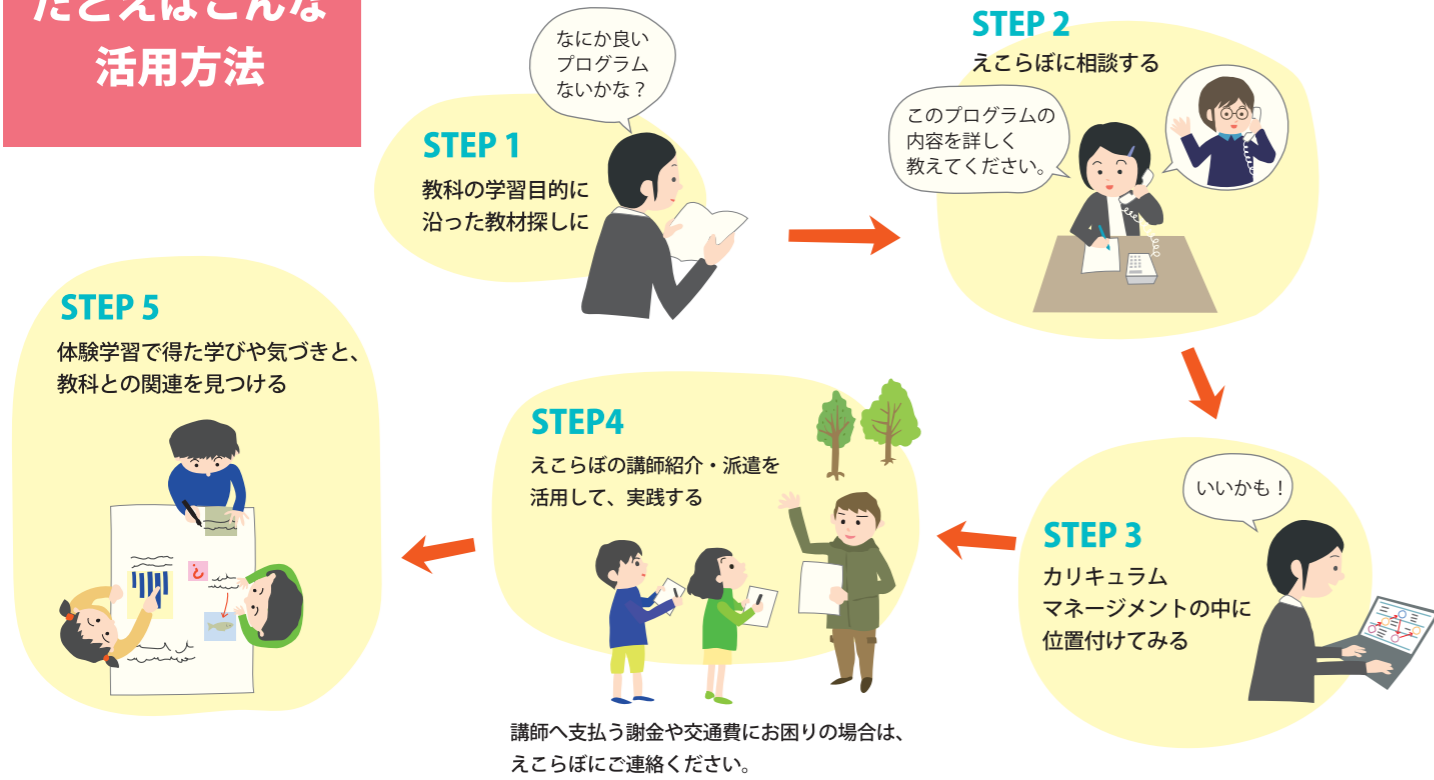 たとえばこんな
活用方法
なにか良い
プログラム
ないかな？
STEP 1
教科の学習目的に
沿った教材探しに
STEP 2
えこらぼに相談する
このプログラムの
内容を詳しく
教えてください。
いいかも！
STEP 3
カリキュラム
マネージメントの中に
位置付けてみる
STEP4
えこらぼの講師紹介・派遣を
活用して、実践する
講師へ支払う謝金や交通費にお困りの場合は、
えこらぼにご連絡ください。
STEP 5
体験学習で得た学びや気づきと、
教科との関連を見つける